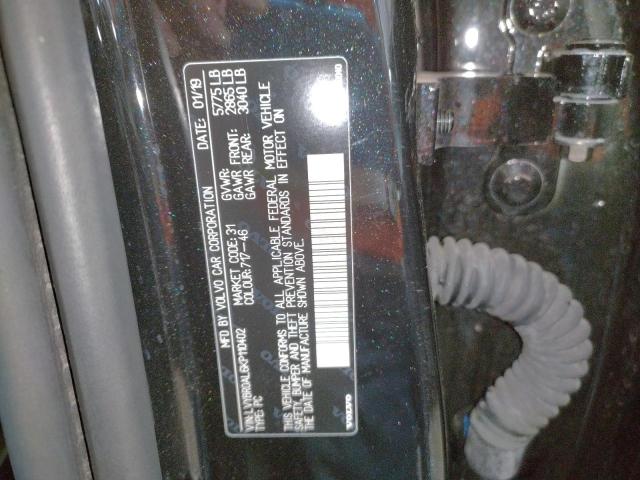 MFD BY VOLVO CAR CORPORATION DATE: 01/19
MARKET CODE: 31 GVWR: 5775 LB
COLOUR: 717-46 GAWR FRONT: 2865 LB
GAWR REAR: 3040 LB
TYPE: PC
THIS VEHICLE CONFORMS TO ALL APPLICABLE FEDERAL MOTOR VEHICLE
SAFETY, BUMPER AND THEFT PREVENTION STANDARDS IN EFFECT ON
THE DATE OF MANUFACTURE SHOWN ABOVE.
VOLVO